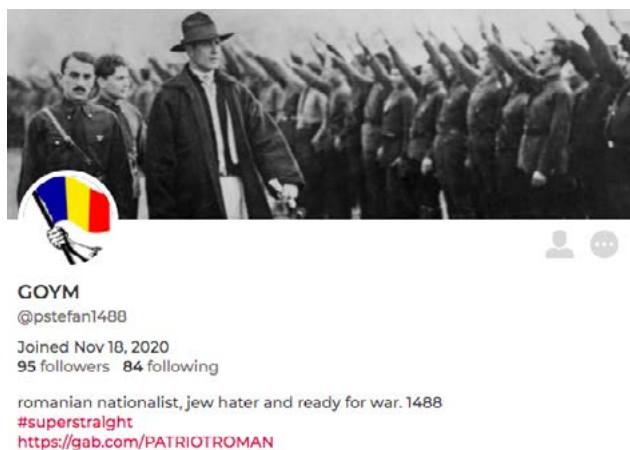 GOYM
@pstefan1488
Joined Nov 18, 2020
95 followers 84 following
romanian nationalist, jew hater and ready for war. 1488
#superstraight
https://gab.com/PATRIOTROMAN